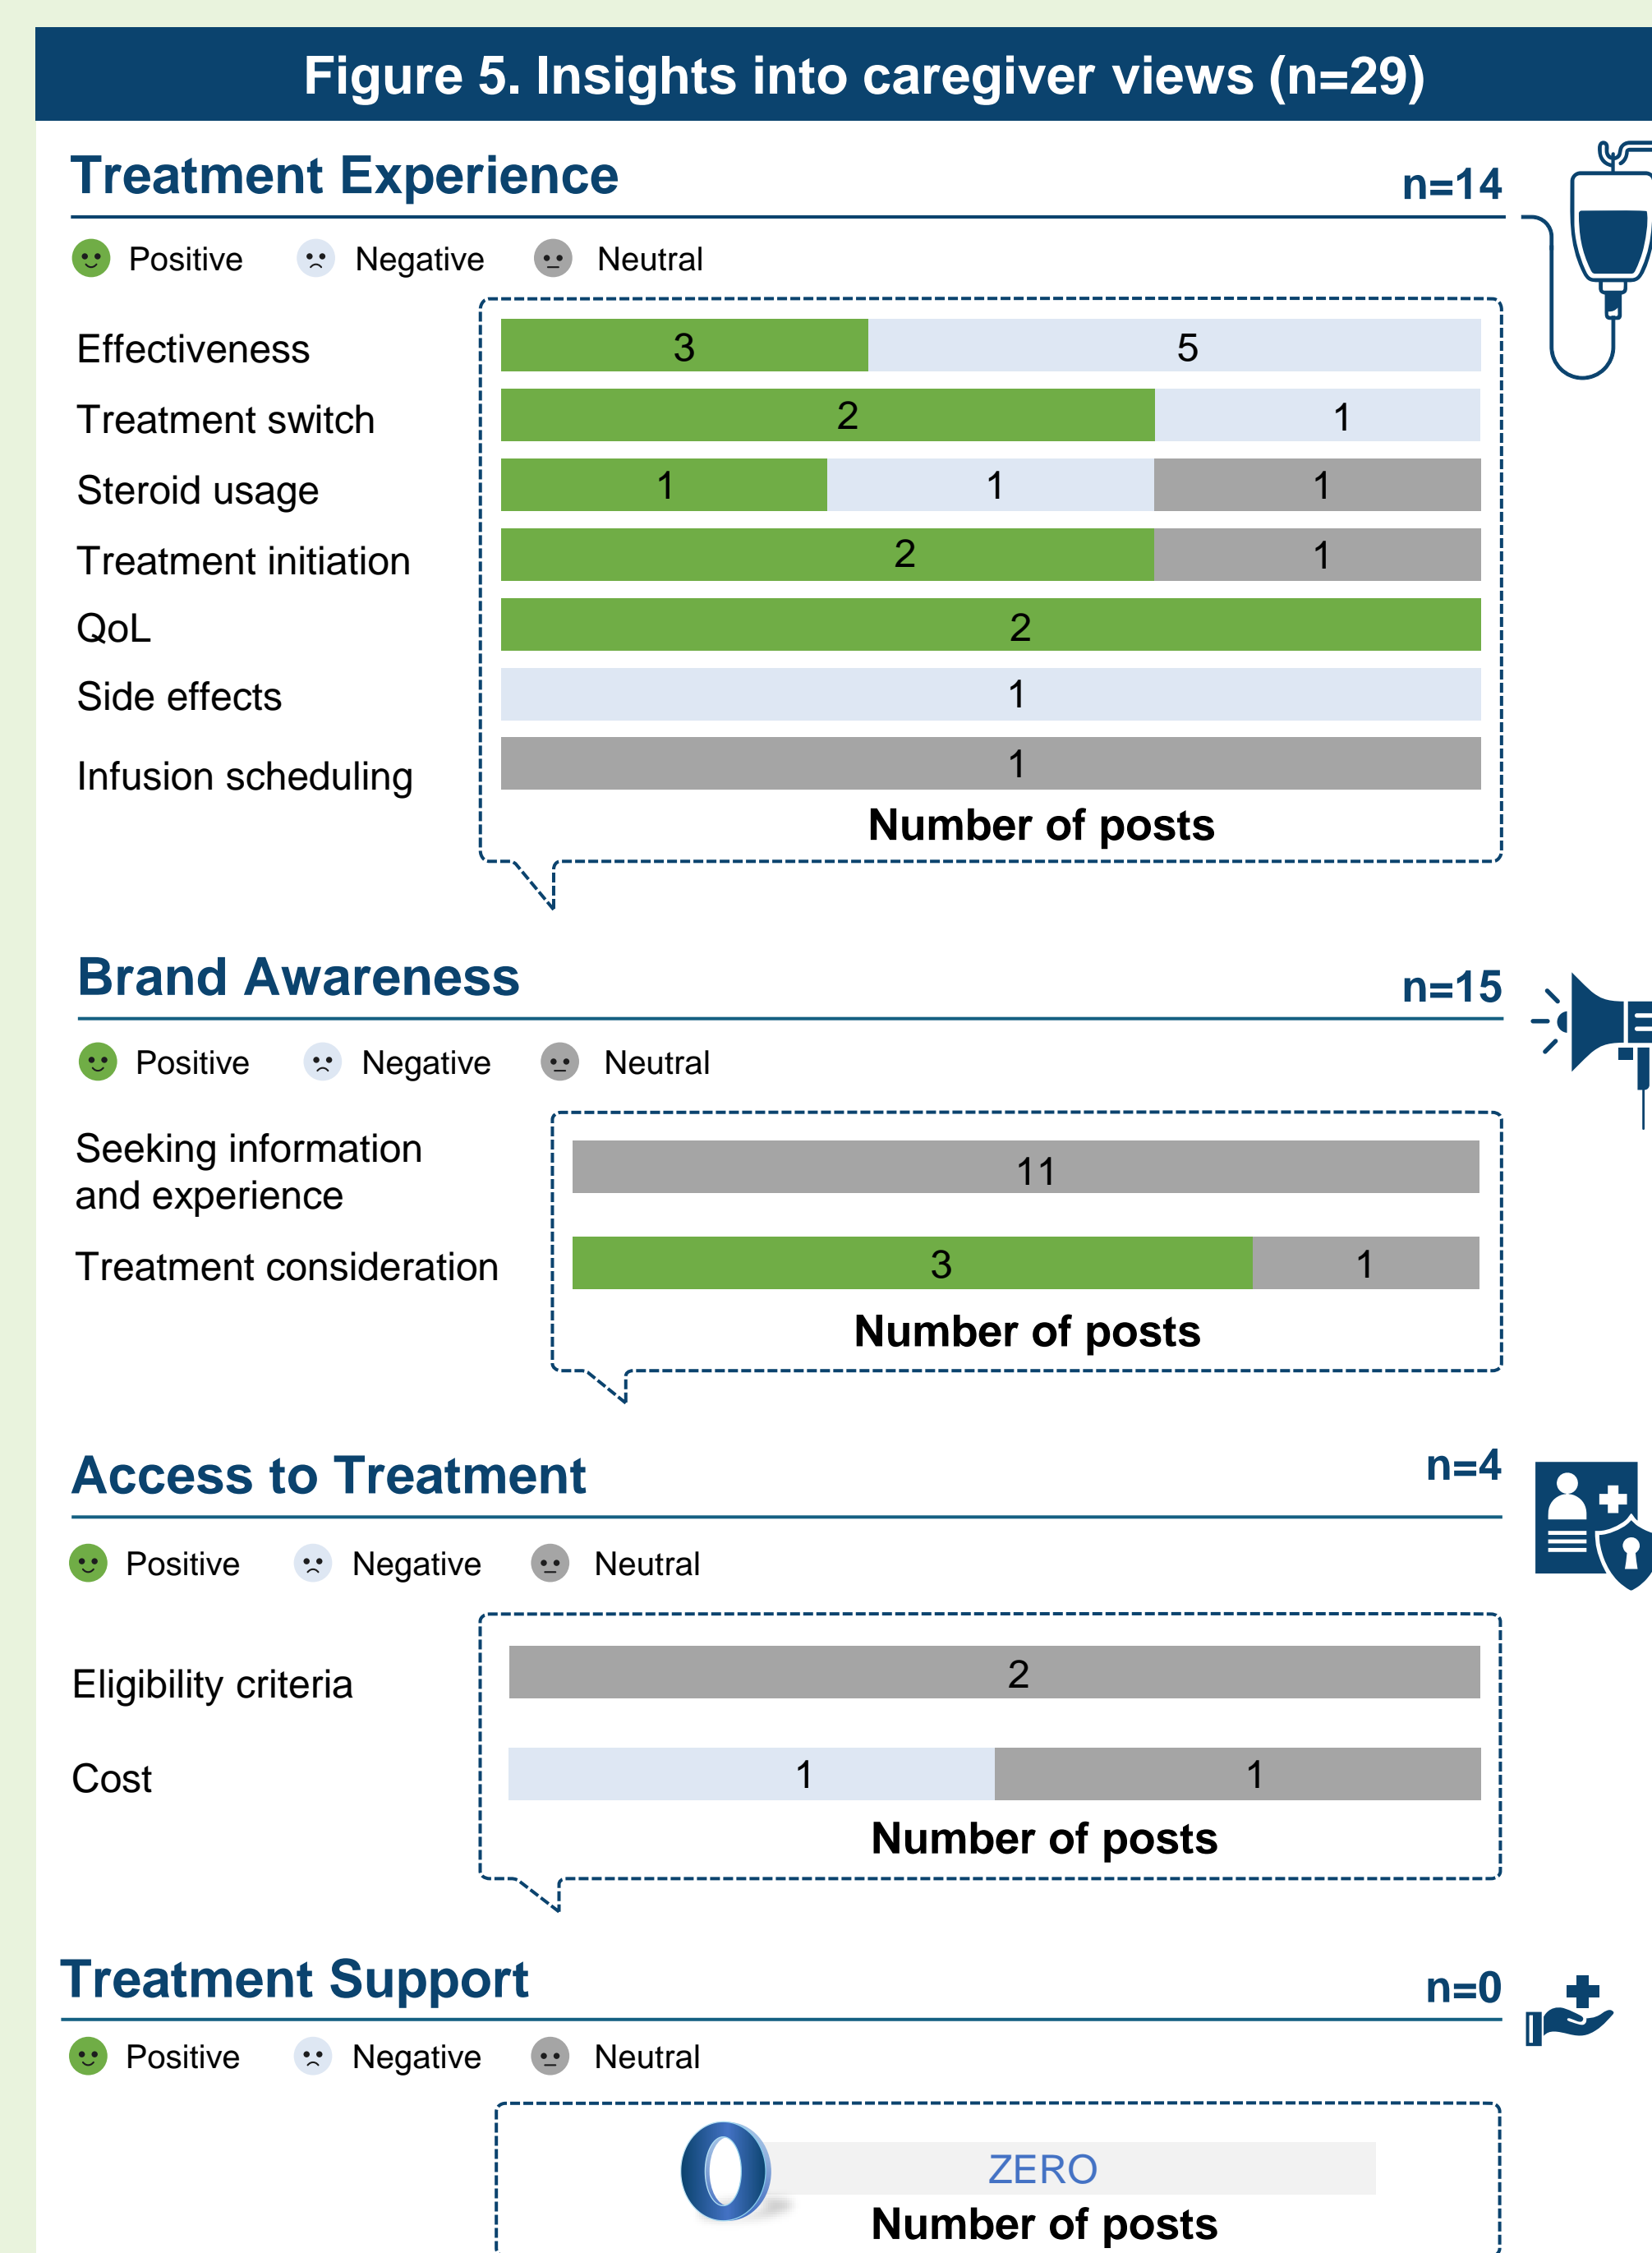 Figure 5. Insights into caregiver views (n=29)
Treatment Experience
n=14
Positive
Negative
Neutral
Effectiveness
3
5
Treatment switch
2
1
Steroid usage
1
1
1
Treatment initiation
2
1
QoL
2
Side effects
1
Infusion scheduling
1
Number of posts
Brand Awareness
n=15
Positive
Negative
Neutral
Seeking information
and experience
11
Treatment consideration
3
1
Number of posts
Access to Treatment
n=4
Positive
Negative
Neutral
Eligibility criteria
2
Cost
1
1
Number of posts
Treatment Support
n=0
Positive
Negative
Neutral
0
ZERO
Number of posts